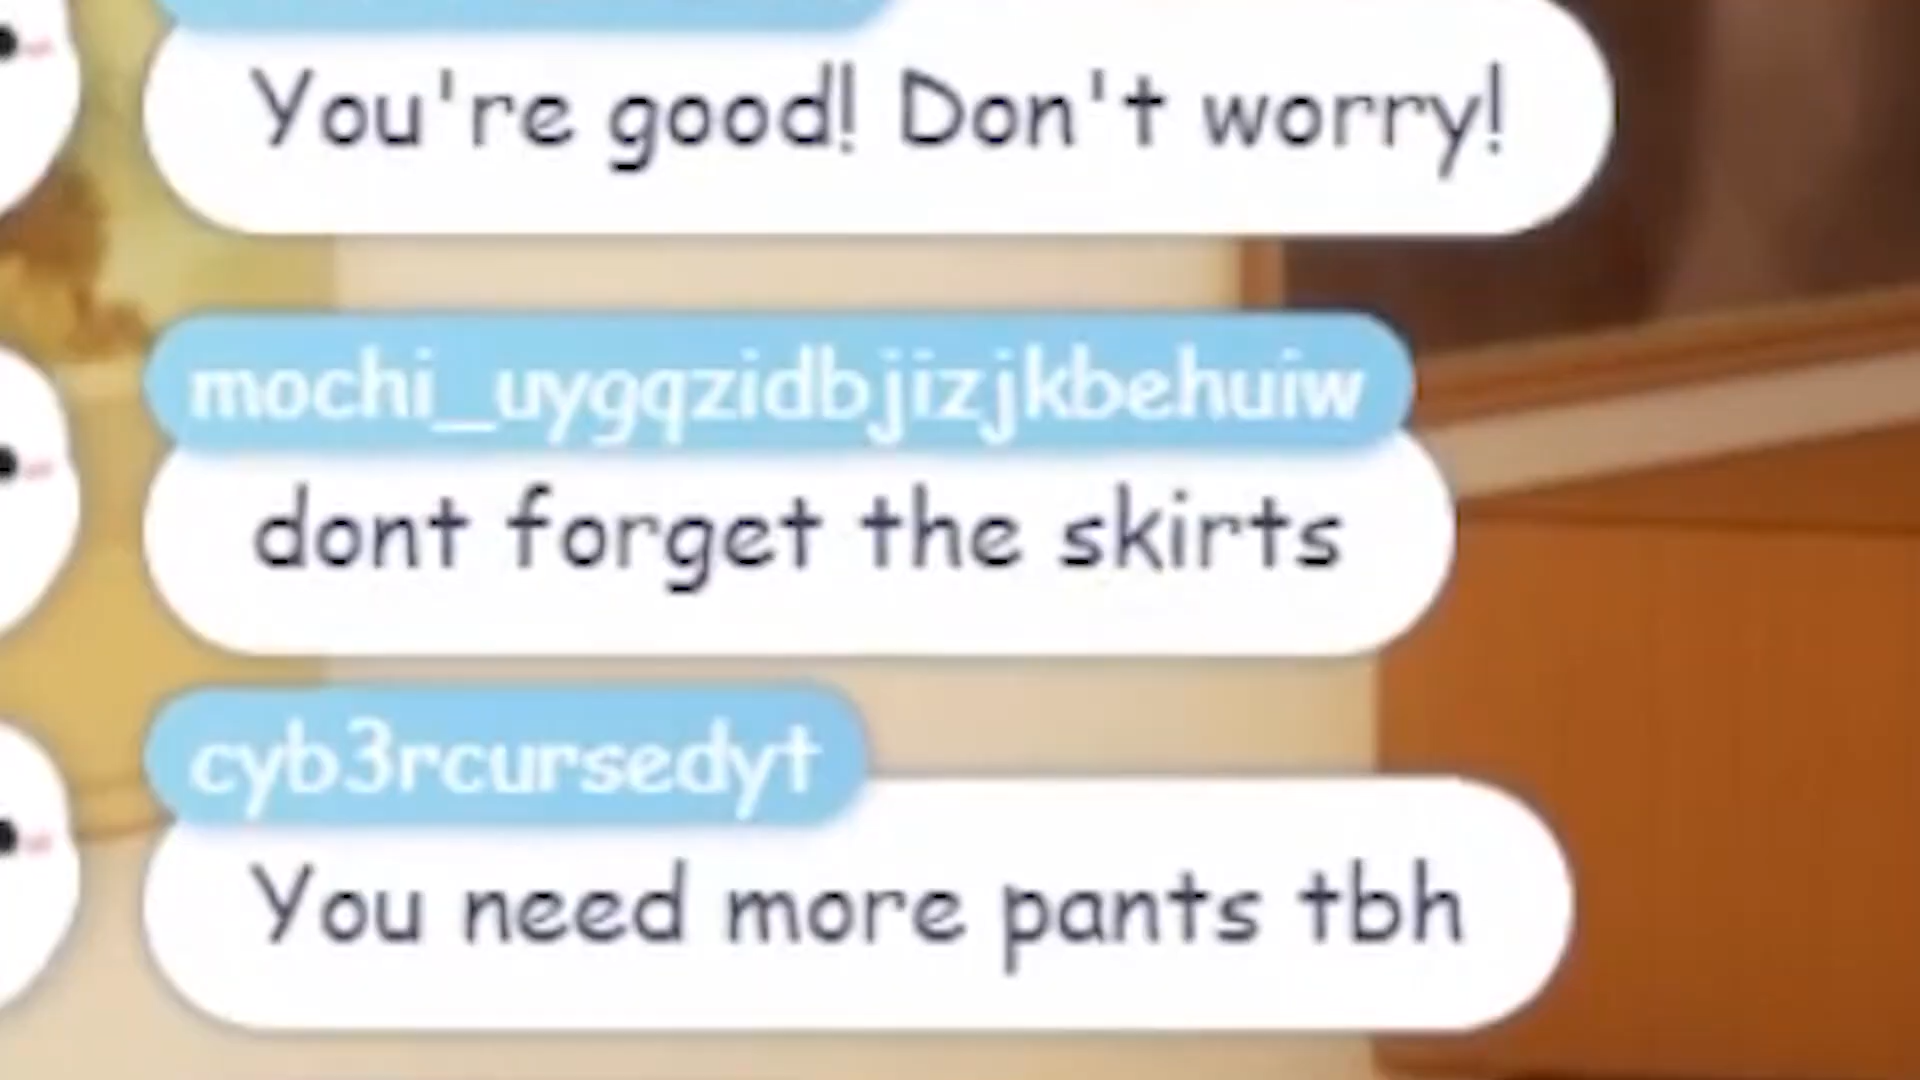 You're good! Don't worry!
mochi_uygqzidbjizjkbehuiw
dont forget the skirts
cyb3rcursedyt
You need more pants tbh